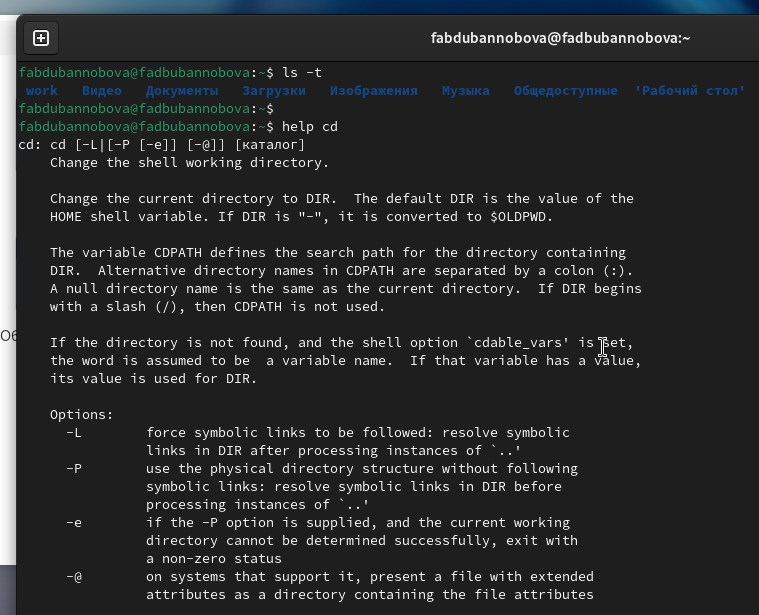 fabdubannobova@fadbubannobova:~
fabdubannobova@fadbubannobova:~$ ls -t
work Видео Документы Загрузки Изображения Музыка Общедоступные 'Рабочий стол'
fabdubannobova@fadbubannobova:~$
fabdubannobova@fadbubannobova:~$ help cd
cd: cd [-L|[-P [-e]] [-@]] [каталог]
Change the shell working directory.
Change the current directory to DIR. The default DIR is the value of the
HOME shell variable. If DIR is "-", it is converted to $OLDPWD.
The variable CDPATH defines the search path for the directory containing
DIR. Alternative directory names in CDPATH are separated by a colon (:).
A null directory name is the same as the current directory. If DIR begins
with a slash (/), then CDPATH is not used.
If the directory is not found, and the shell option `cdable_vars' is set,
the word is assumed to be a variable name. If that variable has a value,
its value is used for DIR.
Options:
-L force symbolic links to be followed: resolve symbolic
links in DIR after processing instances of `..'
-P use the physical directory structure without following
symbolic links: resolve symbolic links in DIR before
processing instances of `..'
-e if the -P option is supplied, and the current working
directory cannot be determined successfully, exit with
a non-zero status
-@ on systems that support it, present a file with extended
attributes as a directory containing the file attributes